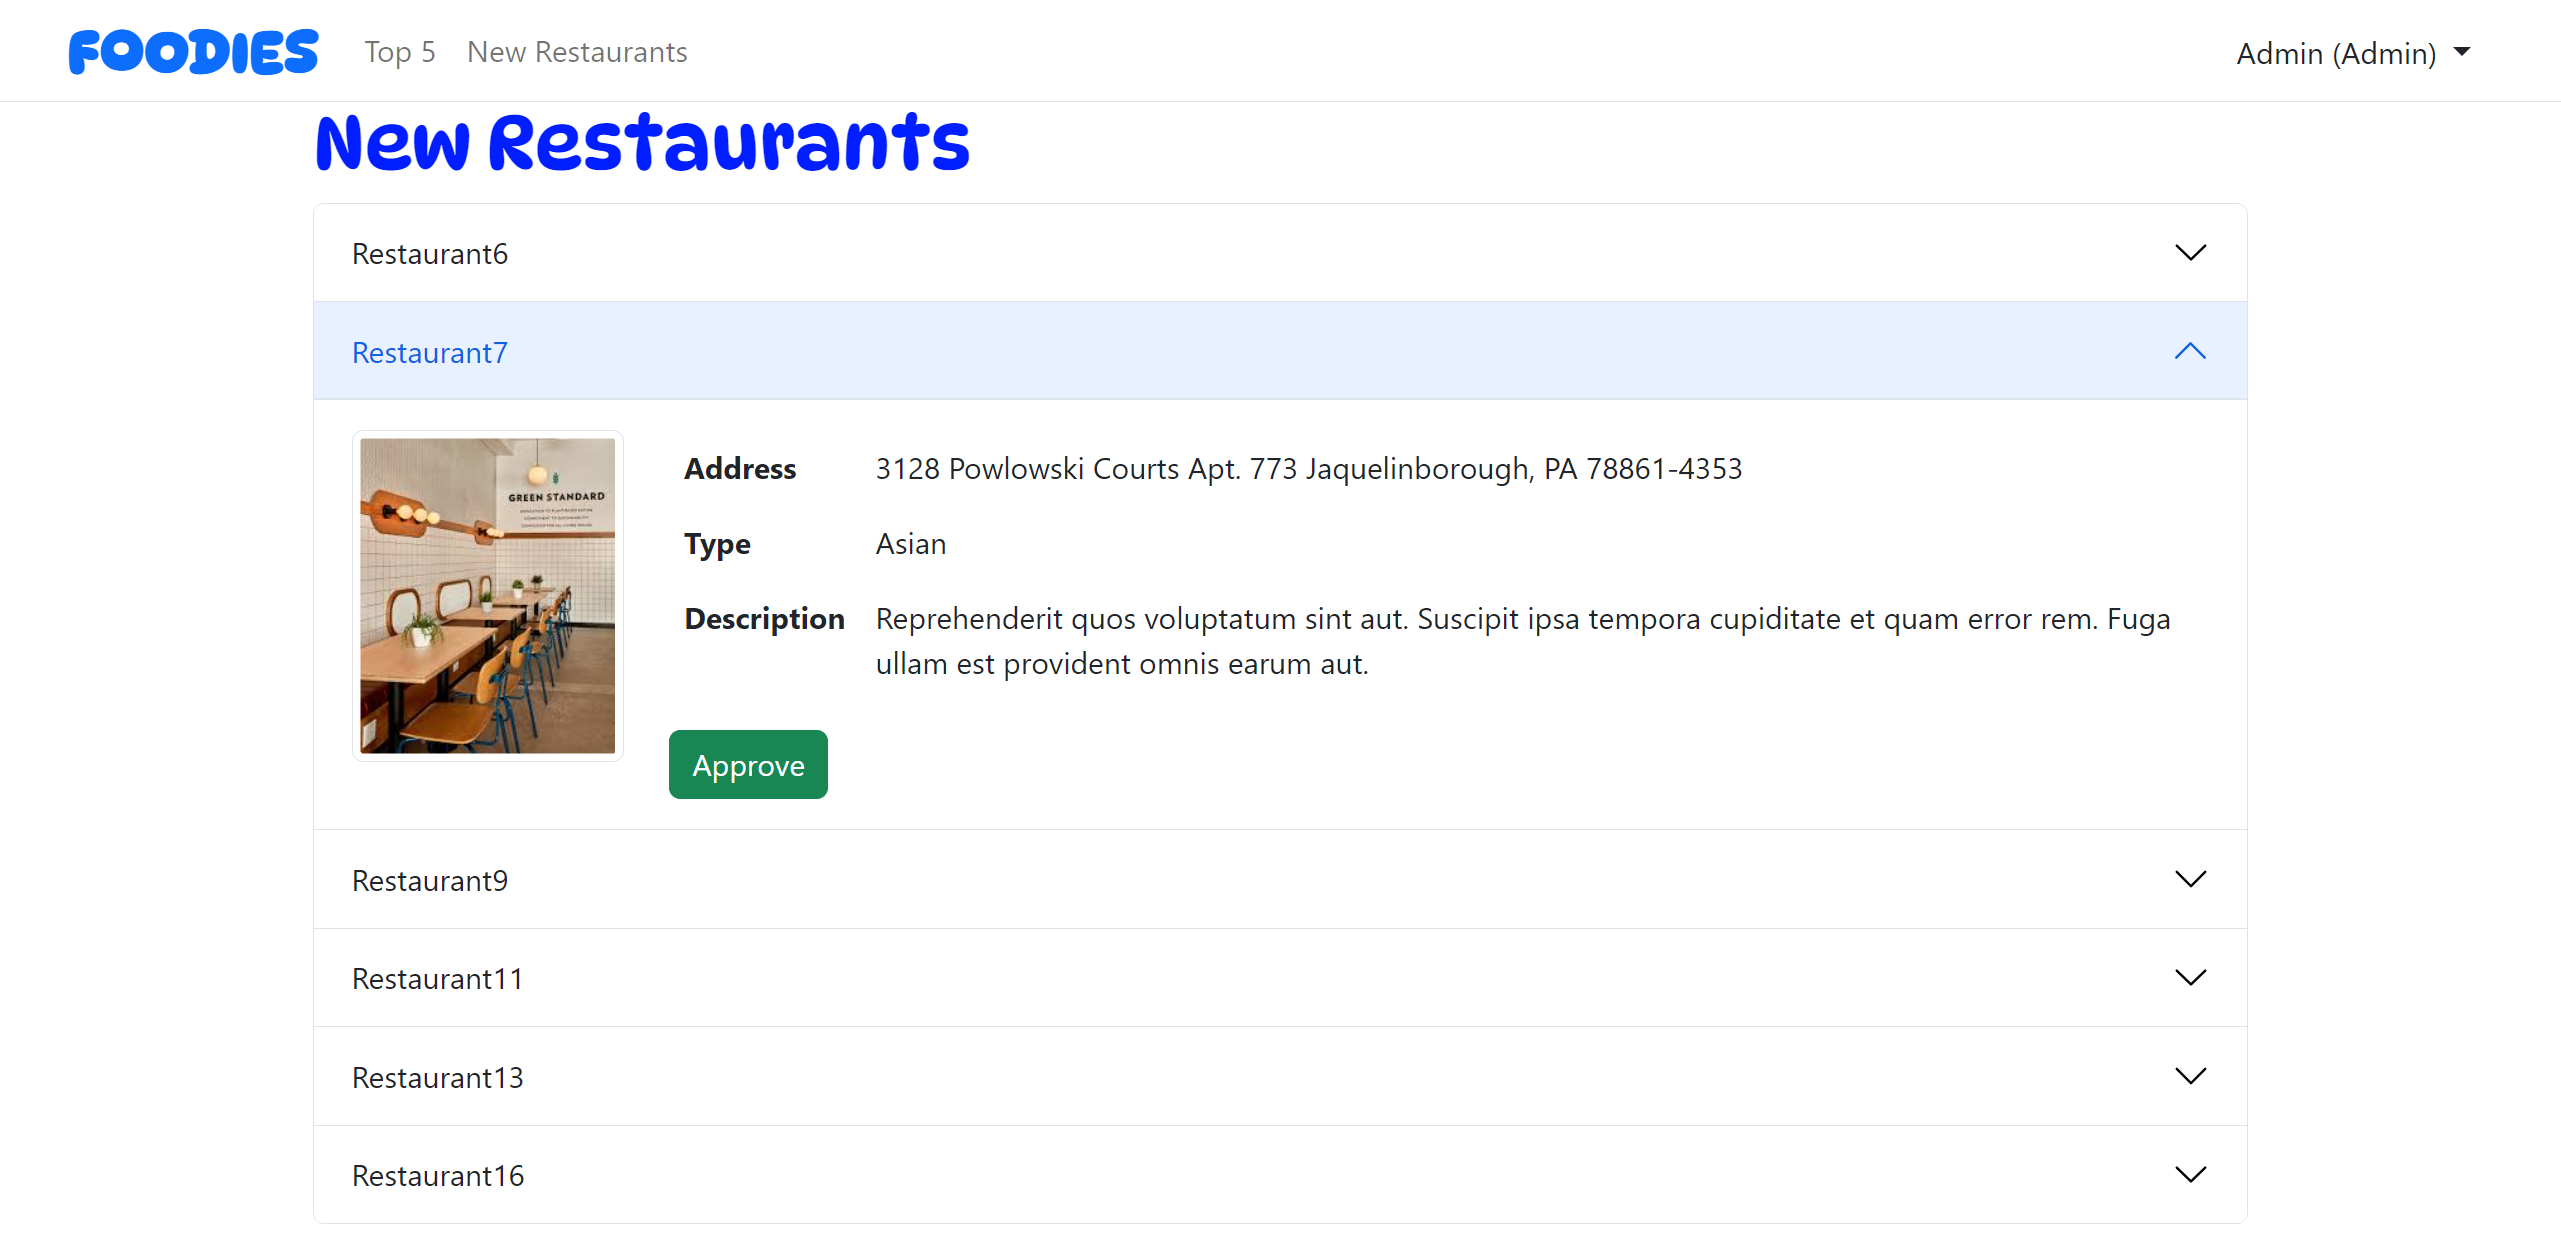 FOODIES Top 5 New Restaurants Admin (Admin)
New Restaurants
Restaurant6
Restaurant7
GREEN STANDARD
Address 3128 Powlowski Courts Apt. 773 Jaquelinborough, PA 78861-4353
Type Asian
Description Reprehenderit quos voluptatum sint aut. Suscipit ipsa tempora cupiditate et quam error rem. Fuga
ullam est provident omnis earum aut.
Approve
Restaurant9
Restaurant11
Restaurant13
Restaurant16